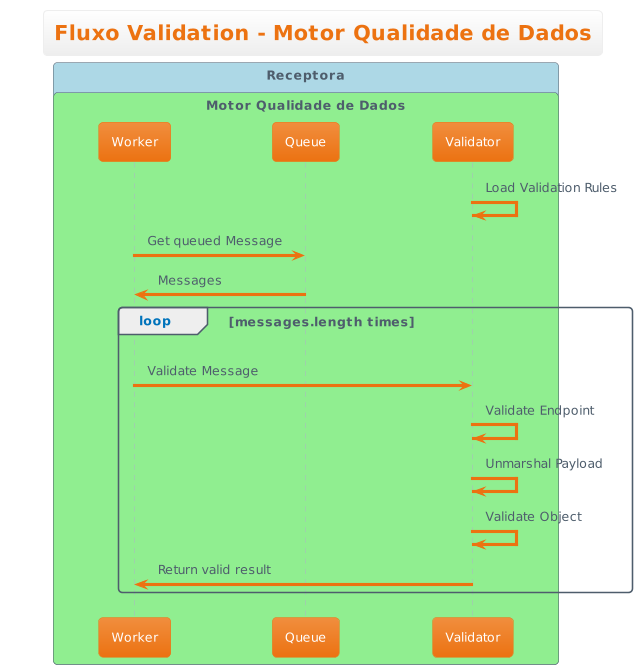 Fluxo Validation - Motor Qualidade de Dados
Receptora
Motor Qualidade de Dados
Worker
Queue
Validator
Load Validation Rules
Get queued Message
Messages
loop
[messages.length times]
Validate Message
Validate Endpoint
Unmarshal Payload
Validate Object
Return valid result
Worker
Queue
Validator